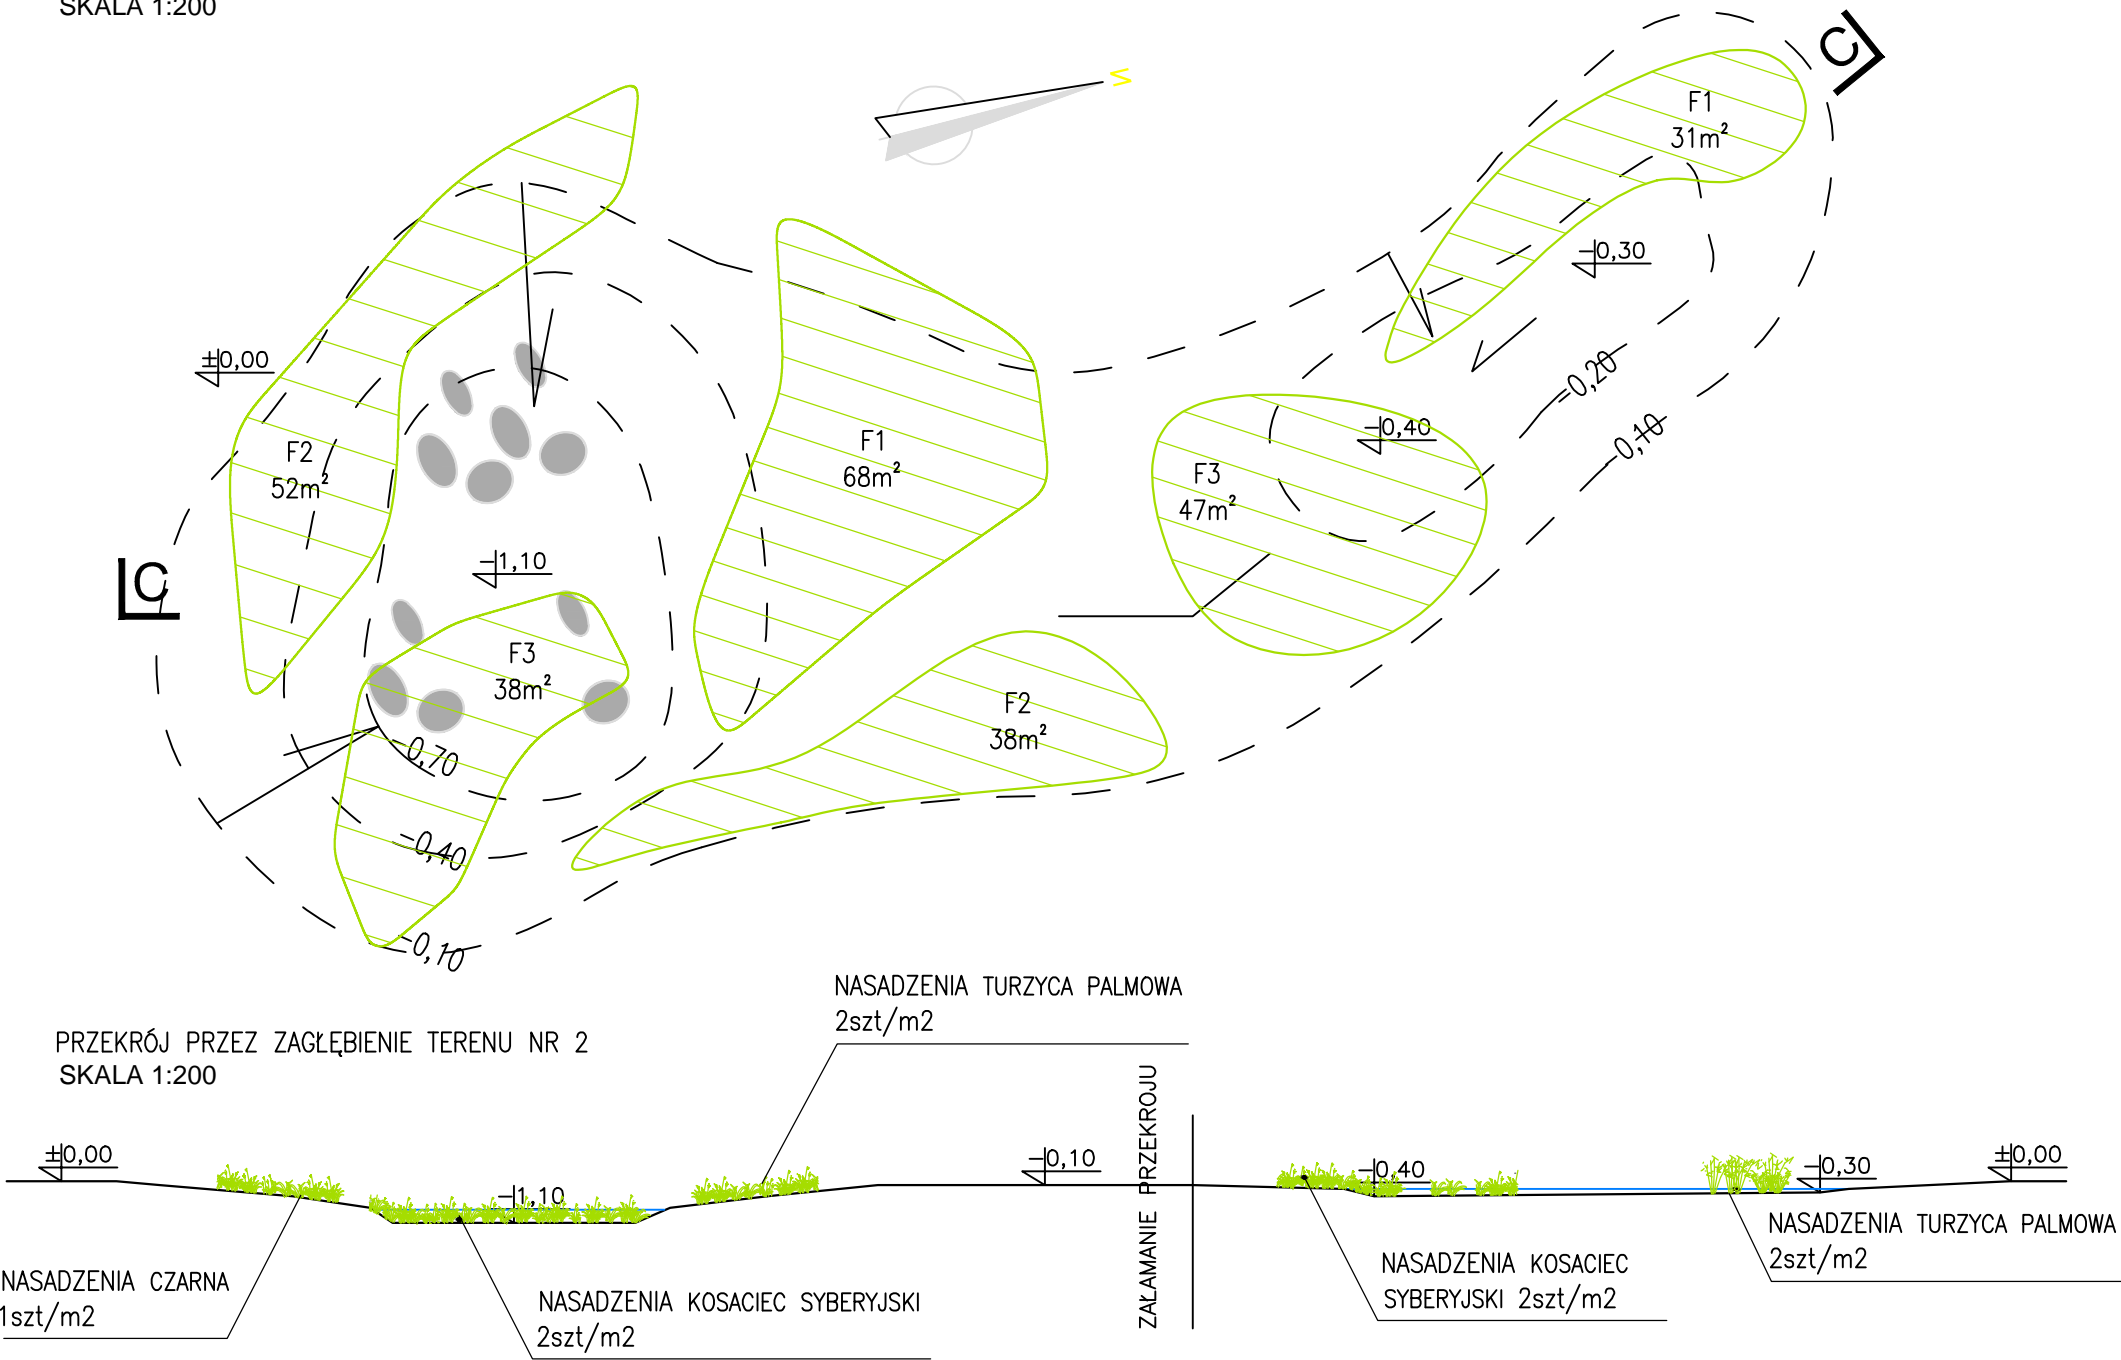 SKALA 1:200
C
N
F1
31m²
-0,30
±0,00
-0,20
-0,40
-0,10
F2
52m²
F1
68m²
F3
47m²
-1,10
C
F3
38m²
F2
38m²
-0,70
-0,40
-0,10
NASADZENIA TURZYCA PALMOWA
2szt/m2
PRZEKRÓJ PRZEZ ZAGŁĘBIENIE TERENU NR 2
SKALA 1:200
ZAŁAMANIE PRZEKROJU
±0,00
-1,10
-0,10
-0,40
-0,30
±0,00
NASADZENIA CZARNA
1szt/m2
NASADZENIA KOSACIEC SYBERYJSKI
2szt/m2
NASADZENIA KOSACIEC
SYBERYJSKI 2szt/m2
NASADZENIA TURZYCA PALMOWA
2szt/m2